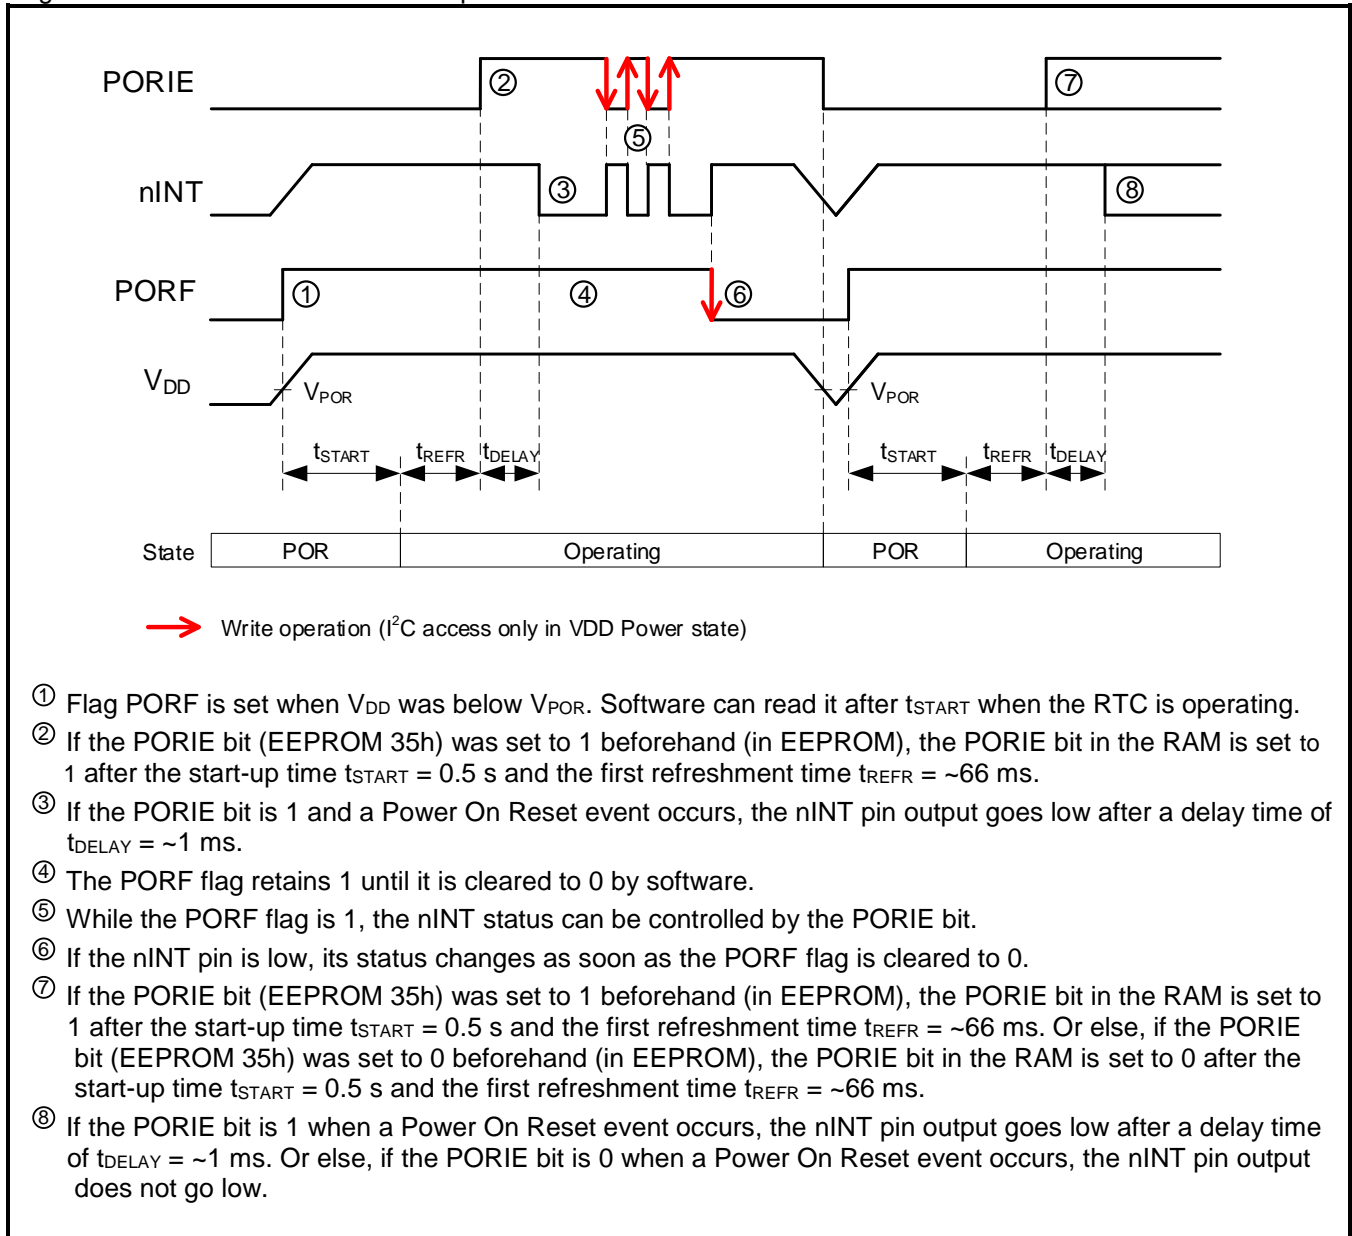 PORIE
② ⑦
⑤
nINT
③ ⑧
PORF
① ④ ⑥
VDD
VPOR VPOR
tSTART tREFR tDELAY tSTART tREFR tDELAY
State POR Operating POR Operating
Write operation (I²C access only in VDD Power state)
① Flag PORF is set when VDD was below VPOR. Software can read it after tSTART when the RTC is operating.
② If the PORIE bit (EEPROM 35h) was set to 1 beforehand (in EEPROM), the PORIE bit in the RAM is set to
1 after the start-up time tSTART = 0.5 s and the first refreshment time tREFR = ~66 ms.
③ If the PORIE bit is 1 and a Power On Reset event occurs, the nINT pin output goes low after a delay time of
tDELAY = ~1 ms.
④ The PORF flag retains 1 until it is cleared to 0 by software.
⑤ While the PORF flag is 1, the nINT status can be controlled by the PORIE bit.
⑥ If the nINT pin is low, its status changes as soon as the PORF flag is cleared to 0.
⑦ If the PORIE bit (EEPROM 35h) was set to 1 beforehand (in EEPROM), the PORIE bit in the RAM is set to
1 after the start-up time tSTART = 0.5 s and the first refreshment time tREFR = ~66 ms. Or else, if the PORIE
bit (EEPROM 35h) was set to 0 beforehand (in EEPROM), the PORIE bit in the RAM is set to 0 after the
start-up time tSTART = 0.5 s and the first refreshment time tREFR = ~66 ms.
⑧ If the PORIE bit is 1 when a Power On Reset event occurs, the nINT pin output goes low after a delay time
of tDELAY = ~1 ms. Or else, if the PORIE bit is 0 when a Power On Reset event occurs, the nINT pin output
does not go low.